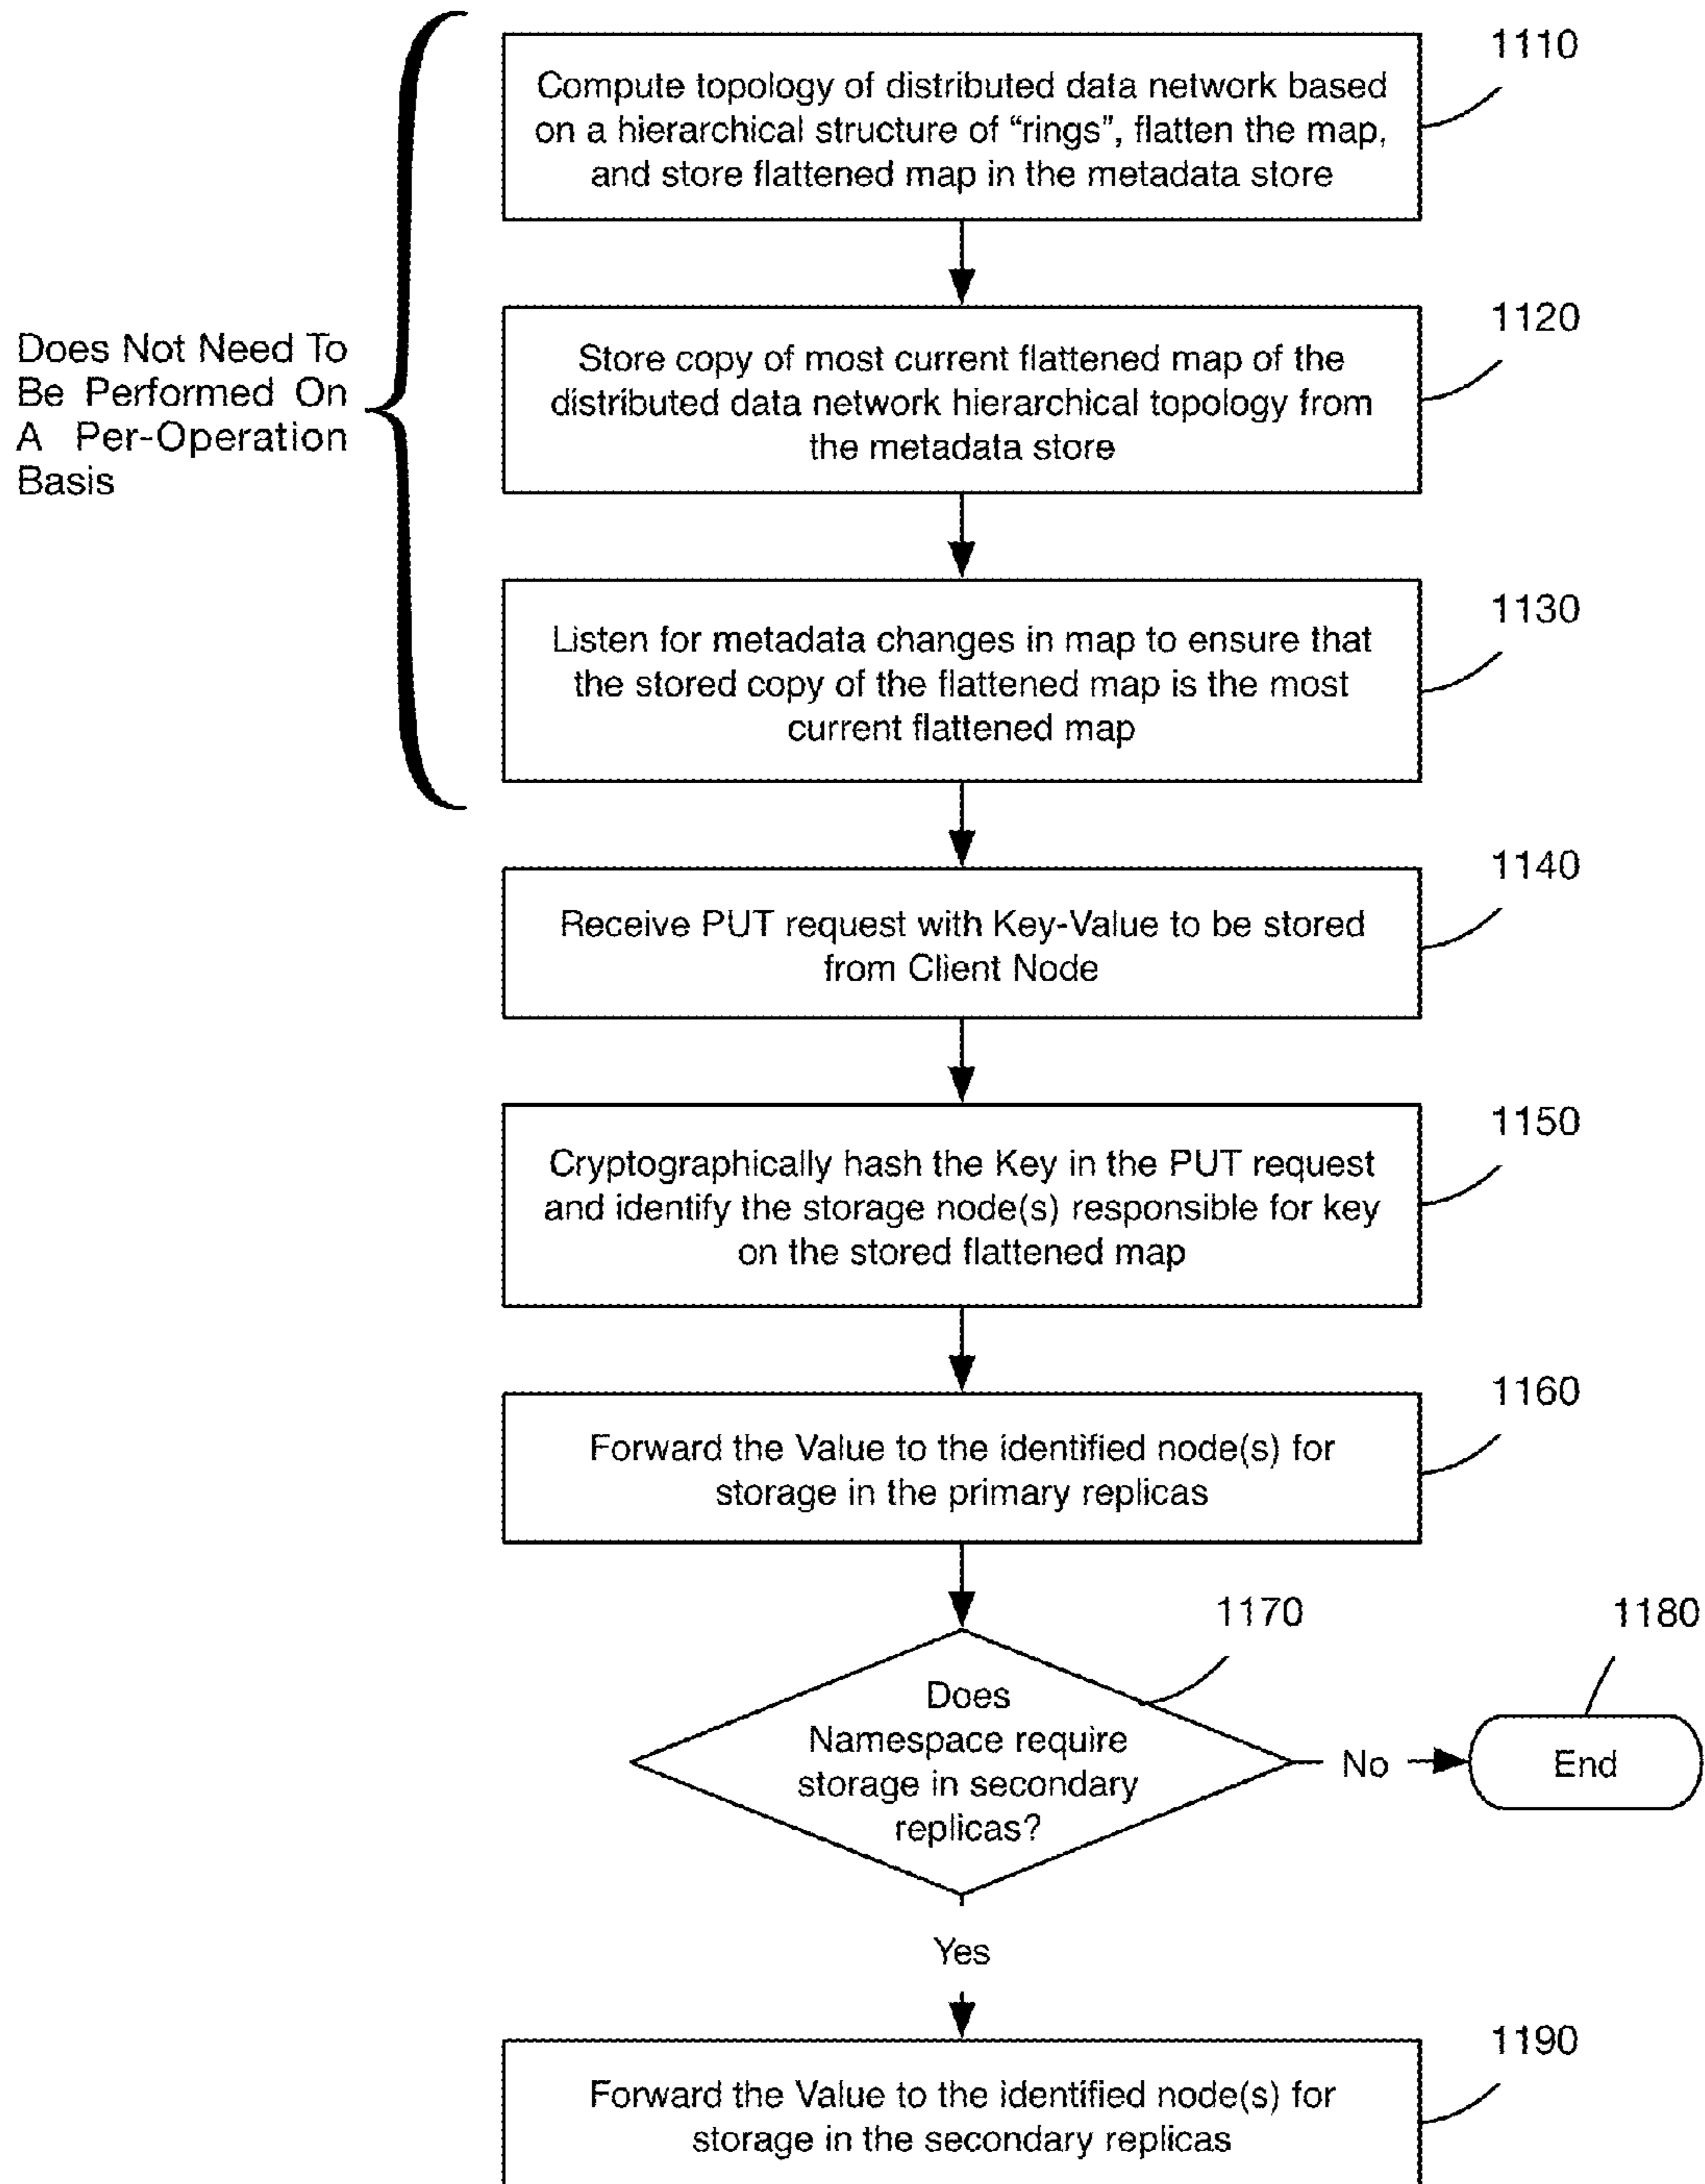 1110
Compute topology of distributed data network based
on a hierarchical structure of “rings”, flatten the map,
and store flattened map in the metadata store
Does Not Need To
Be Performed On
A Per-Operation
Basis
1120
Store copy of most current flattened map of the
distributed data network hierarchical topology from
the metadada store
1130
Listen for metadata changes in map to ensure that
the stored copy of the flattened map is the most
current flattened map
1140
Receive PUT request with Key-Value to be stored
from Client Node
1150
Cryptographically hash the Key in the PUT request
and identify the storage node(s) responsible for key
on the stored flattened map
1160
Forward the Value to the identified node(s) for
storage in the primary replicas
1170
Does
Namespace require
storage in secondary
replicas?
No
1180
End
Yes
1190
Forward the Value to the identified node(s) for
storage in the secondary replicas